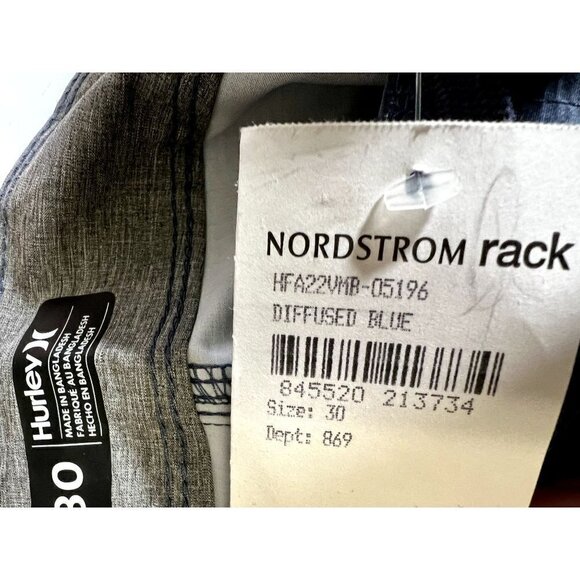 NORDSTROM rack
HFA22VMB-05196
DIFFUSED BLUE
845520 213734
Size: 30
Dept: 869
Hurley
MADE IN BANGLADESH
FABRIQUÉ AU BANGLADESH
HECHO EN BANGLADESH
30